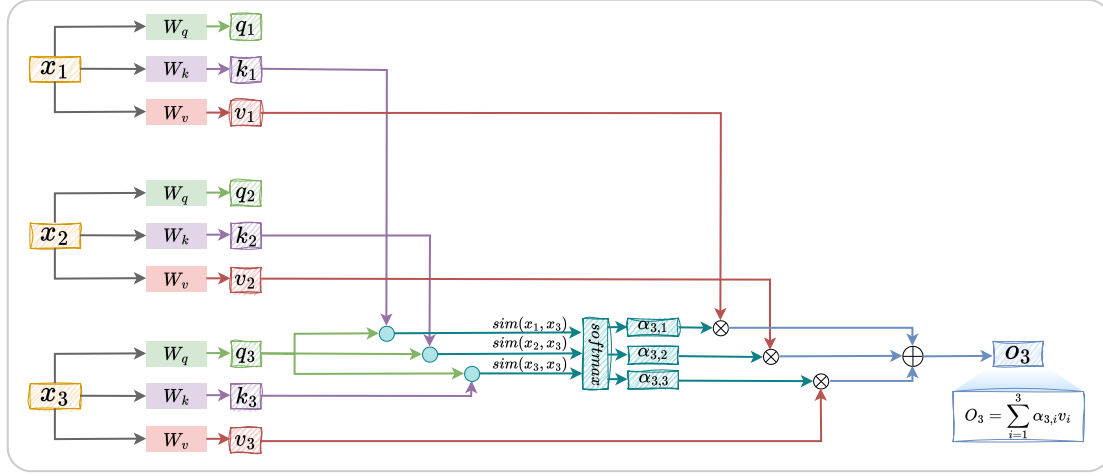 W_q q_1
x_1 W_k k_1
W_v v_1
W_q q_2
x_2 W_k k_2
W_v v_2
sim(x_1, x_3) α_{3,1}
W_q q_3 sim(x_2, x_3) softmax α_{3,2} O_3
sim(x_3, x_3) α_{3,3}
x_3 W_k k_3
O_3 = \sum_{i=1}^{3} α_{3,i} v_i
W_v v_3